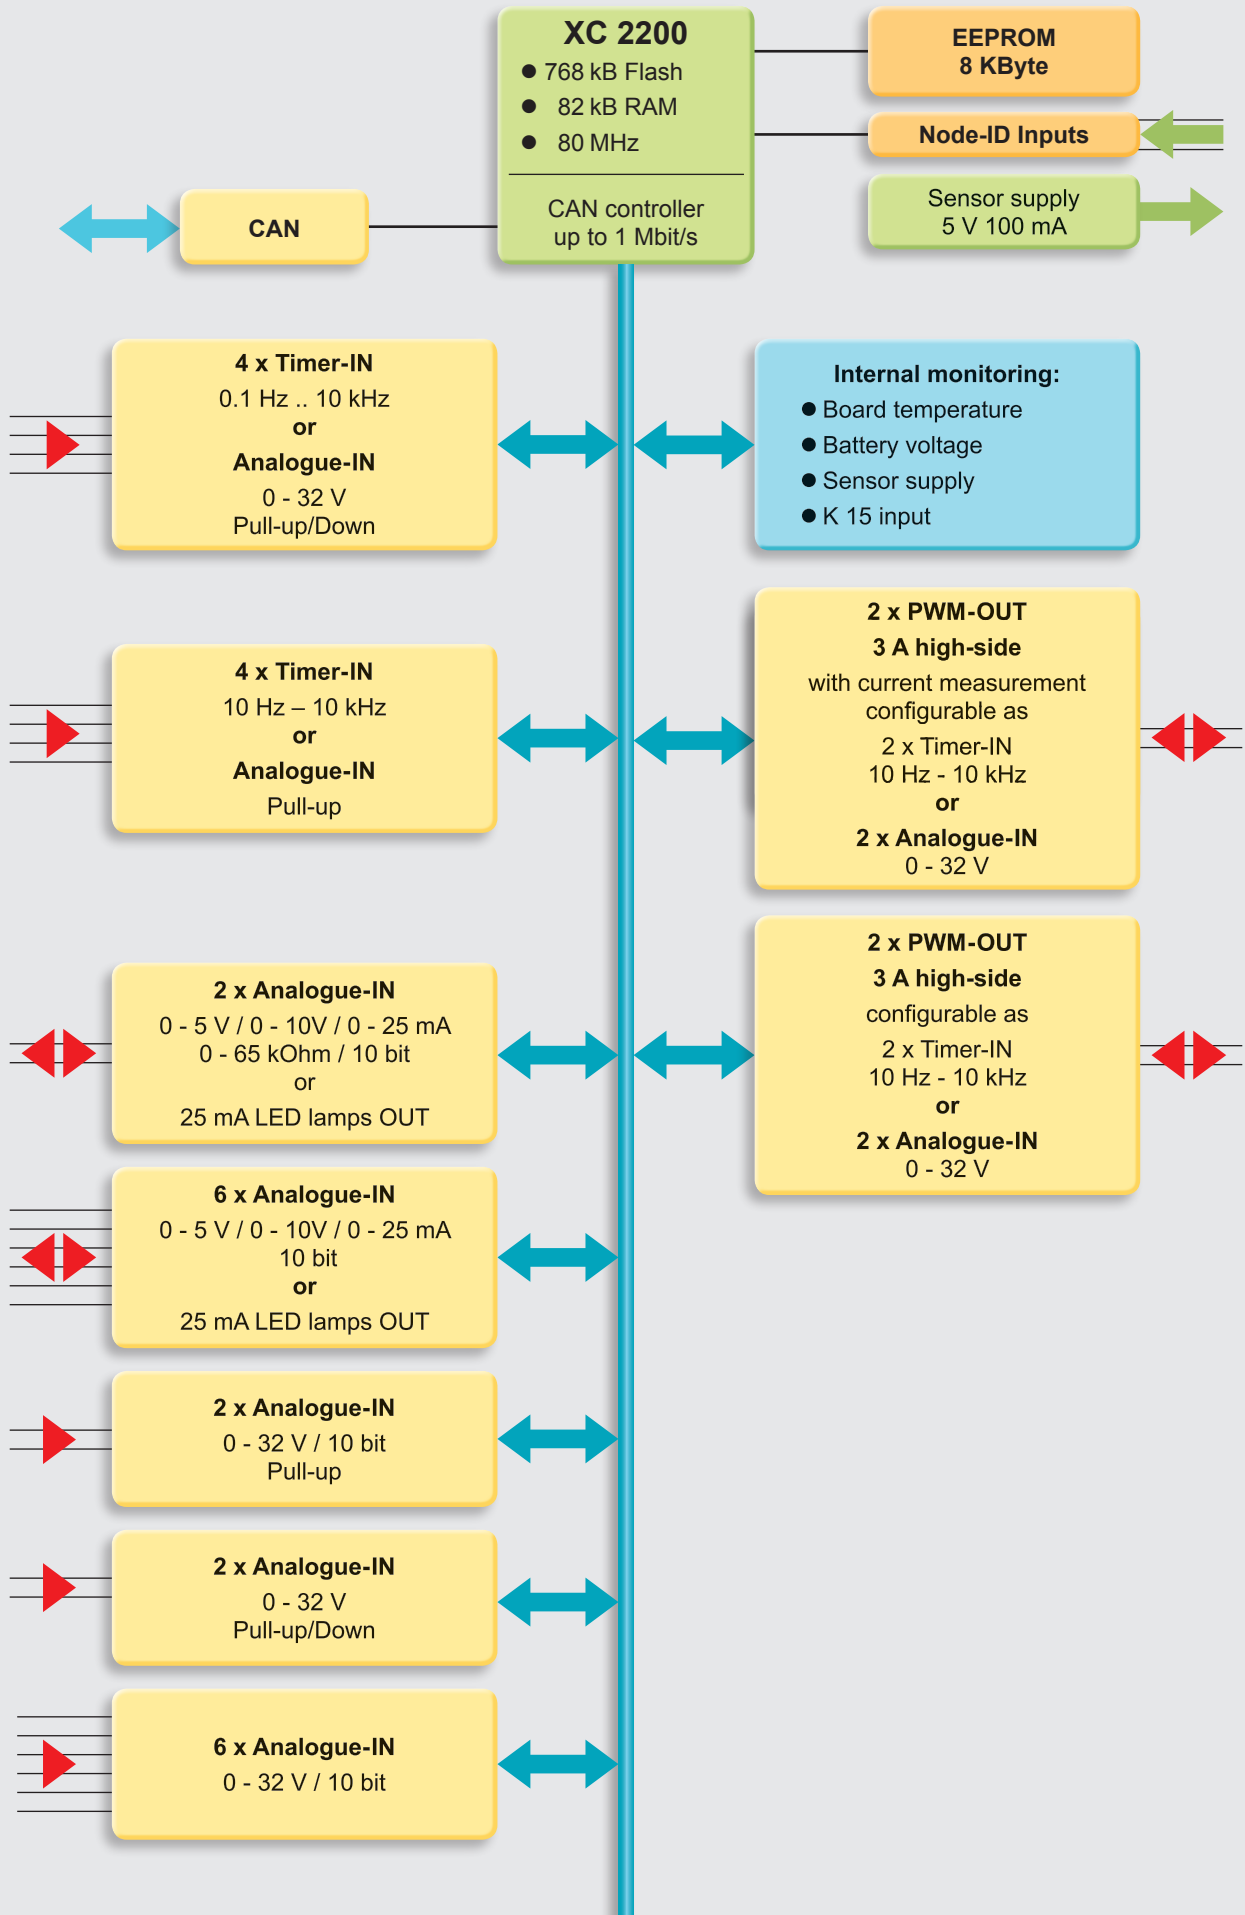 XC 2200
● 768 kB Flash
● 82 kB RAM
● 80 MHz
CAN controller
up to 1 Mbit/s
EEPROM
8 KByte
Node-ID Inputs
Sensor supply
5 V 100 mA
CAN
4 x Timer-IN
0.1 Hz .. 10 kHz
or
Analogue-IN
0 - 32 V
Pull-up/Down
Internal monitoring:
● Board temperature
● Battery voltage
● Sensor supply
● K 15 input
4 x Timer-IN
10 Hz – 10 kHz
or
Analogue-IN
Pull-up
2 x PWM-OUT
3 A high-side
with current measurement
configurable as
2 x Timer-IN
10 Hz - 10 kHz
or
2 x Analogue-IN
0 - 32 V
2 x Analogue-IN
0 - 5 V / 0 - 10V / 0 - 25 mA
0 - 65 kOhm / 10 bit
or
25 mA LED lamps OUT
2 x PWM-OUT
3 A high-side
configurable as
2 x Timer-IN
10 Hz - 10 kHz
or
2 x Analogue-IN
0 - 32 V
6 x Analogue-IN
0 - 5 V / 0 - 10V / 0 - 25 mA
10 bit
or
25 mA LED lamps OUT
2 x Analogue-IN
0 - 32 V / 10 bit
Pull-up
2 x Analogue-IN
0 - 32 V
Pull-up/Down
6 x Analogue-IN
0 - 32 V / 10 bit